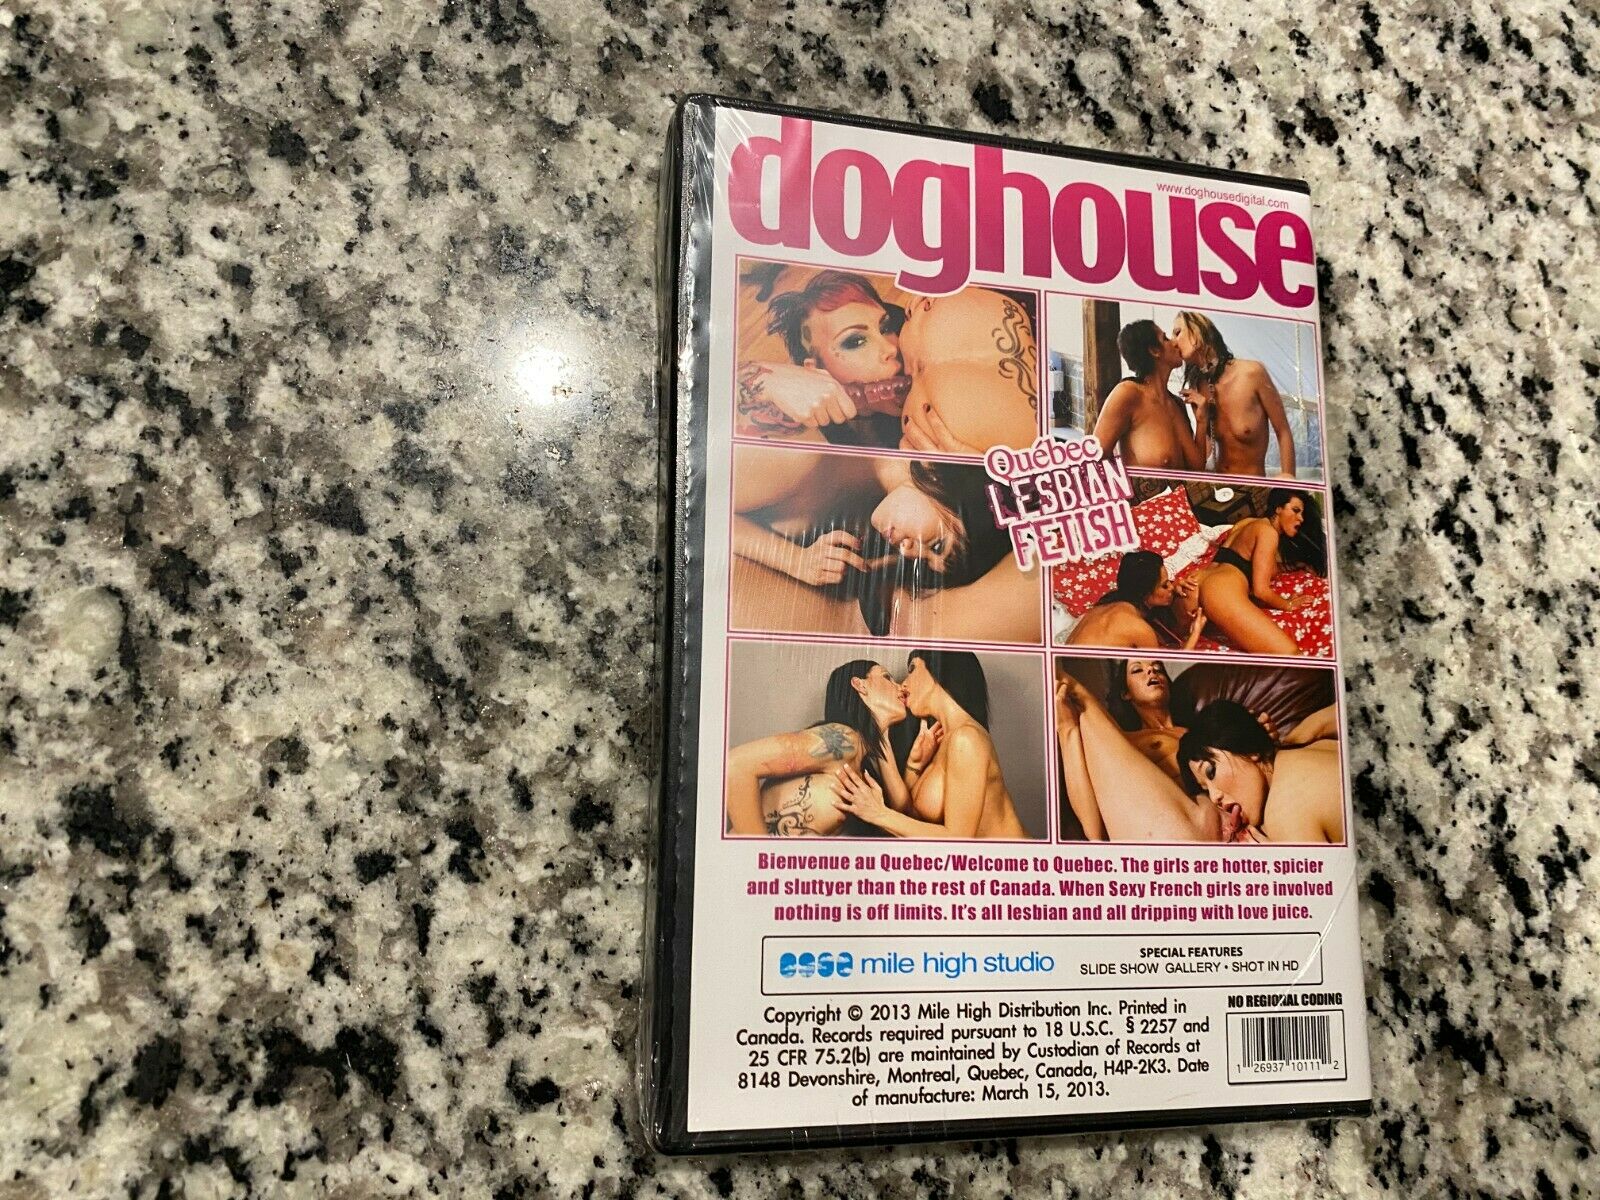 doghouse
www.doghousedigital.com
Québec
LESBIAN
FETISH
Bienvenue au Quebec/Welcome to Quebec. The girls are hotter, spicier
and sluttyer than the rest of Canada. When Sexy French girls are involved
nothing is off limits. It's all lesbian and all dripping with love juice.
mile high studio
SPECIAL FEATURES
SLIDE SHOW GALLERY • SHOT IN HD
Copyright © 2013 Mile High Distribution Inc. Printed in
Canada. Records required pursuant to 18 U.S.C. § 2257 and
25 CFR 75.2(b) are maintained by Custodian of Records at
8148 Devonshire, Montreal, Quebec, Canada, H4P-2K3. Date
of manufacture: March 15, 2013.
NO REGIONAL CODING
1 26937 10111 2